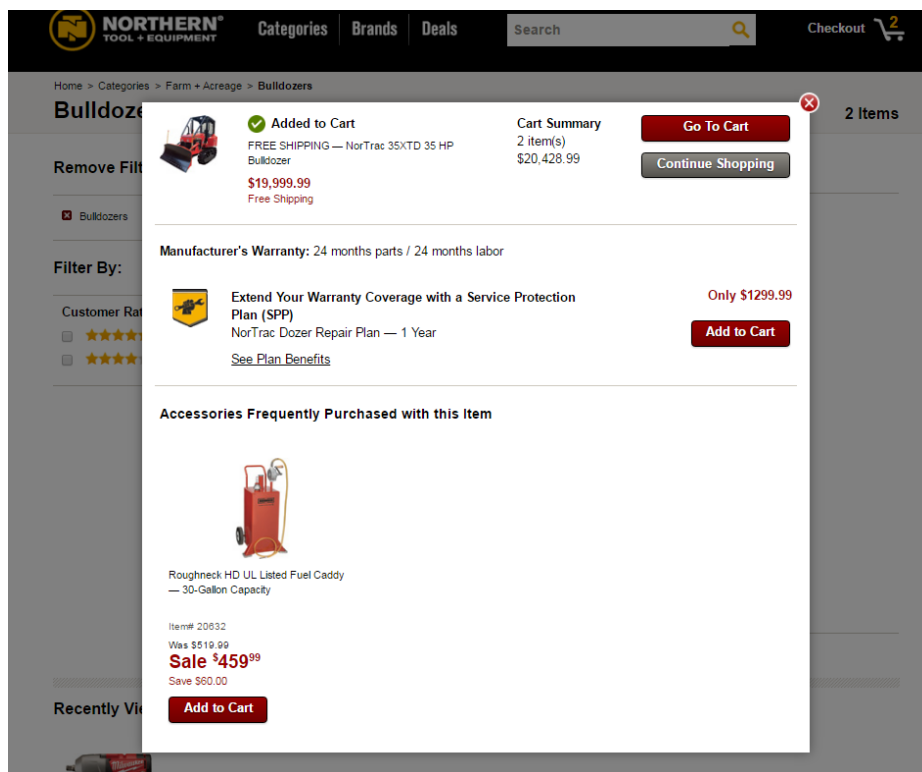 NORTHERN®
TOOL + EQUIPMENT
Categories
Brands
Deals
Search
Checkout
2
Home > Categories > Farm + Acreage > Bulldozers
Bulldoze
2 Items
Remove Filt
Bulldozers
Filter By:
Customer Rat
Added to Cart
FREE SHIPPING — NorTrac 35XTD 35 HP
Bulldozer
$19,999.99
Free Shipping
Cart Summary
2 item(s)
$20,428.99
Go To Cart
Continue Shopping
Manufacturer's Warranty: 24 months parts / 24 months labor
Extend Your Warranty Coverage with a Service Protection
Plan (SPP)
NorTrac Dozer Repair Plan — 1 Year
See Plan Benefits
Only $1299.99
Add to Cart
Accessories Frequently Purchased with this Item
Roughneck HD UL Listed Fuel Caddy
— 30-Gallon Capacity
Item# 20632
Was $519.99
Sale $45999
Save $60.00
Add to Cart
Recently Vie